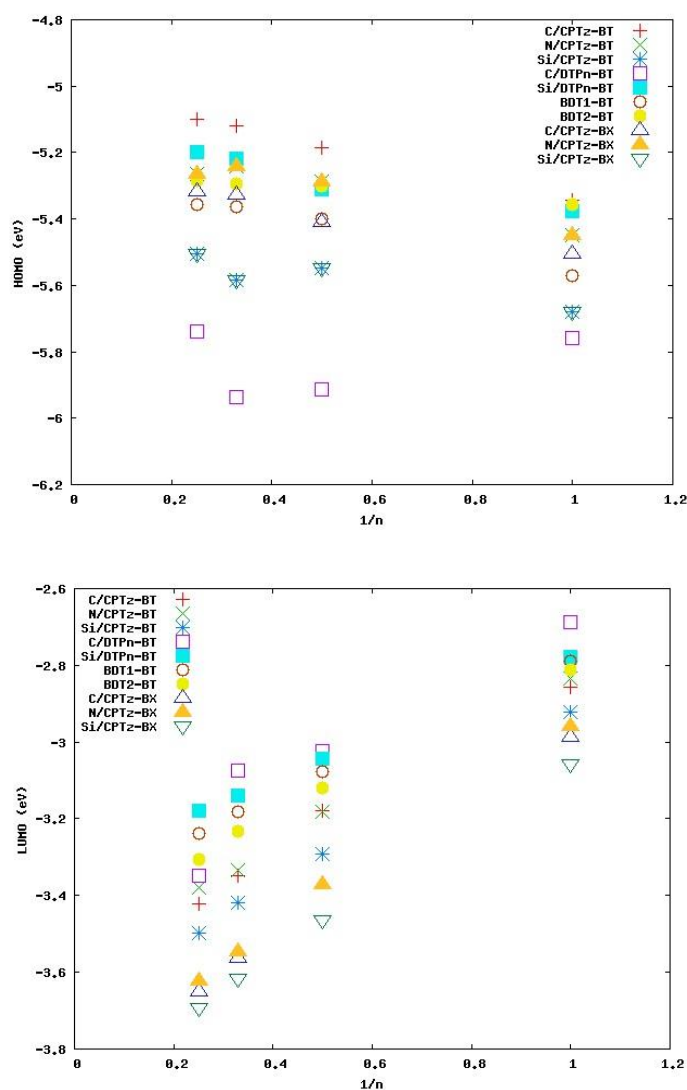 -4.8
-5
-5.2
-5.4
-5.6
-5.8
-6
-6.2
HOMO (eV)
C/CPTz-BT
N/CPTz-BT
Si/CPTz-BT
C/DTPn-BT
Si/DTPn-BT
BDT1-BT
BDT2-BT
C/CPTz-BX
N/CPTz-BX
Si/CPTz-BX
0 0.2 0.4 0.6 0.8 1 1.2
1/n
-2.6
-2.8
-3
-3.2
-3.4
-3.6
-3.8
LUMO (eV)
C/CPTz-BT
N/CPTz-BT
Si/CPTz-BT
C/DTPn-BT
Si/DTPn-BT
BDT1-BT
BDT2-BT
C/CPTz-BX
N/CPTz-BX
Si/CPTz-BX
0 0.2 0.4 0.6 0.8 1 1.2
1/n